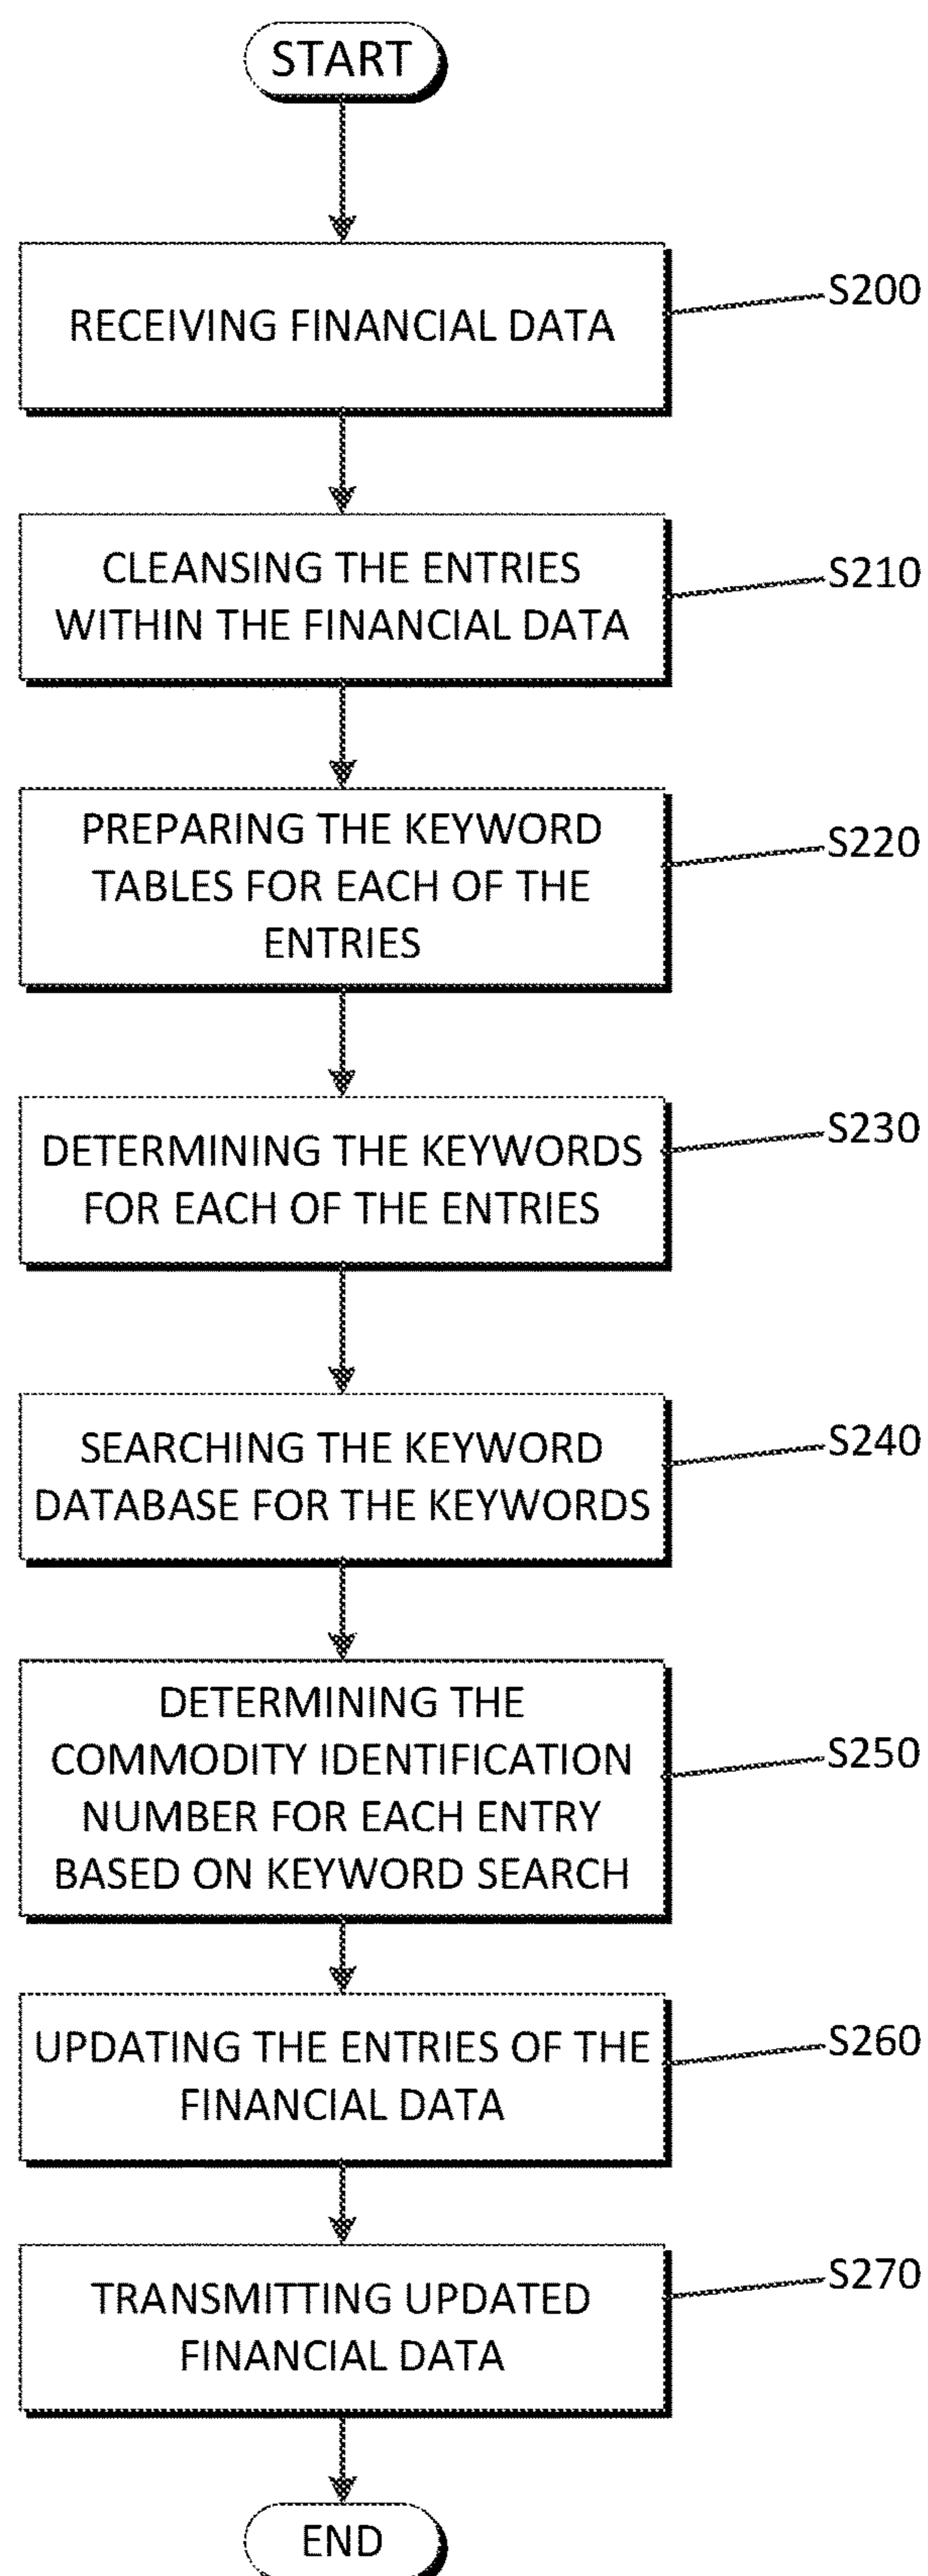 START
RECEIVING FINANCIAL DATA
S200
CLEANSING THE ENTRIES
WITHIN THE FINANCIAL DATA
S210
PREPARING THE KEYWORD
TABLES FOR EACH OF THE
ENTRIES
S220
DETERMINING THE KEYWORDS
FOR EACH OF THE ENTRIES
S230
SEARCHING THE KEYWORD
DATABASE FOR THE KEYWORDS
S240
DETERMINING THE
COMMODITY IDENTIFICATION
NUMBER FOR EACH ENTRY
BASED ON KEYWORD SEARCH
S250
UPDATING THE ENTRIES OF THE
FINANCIAL DATA
S260
TRANSMITTING UPDATED
FINANCIAL DATA
S270
END